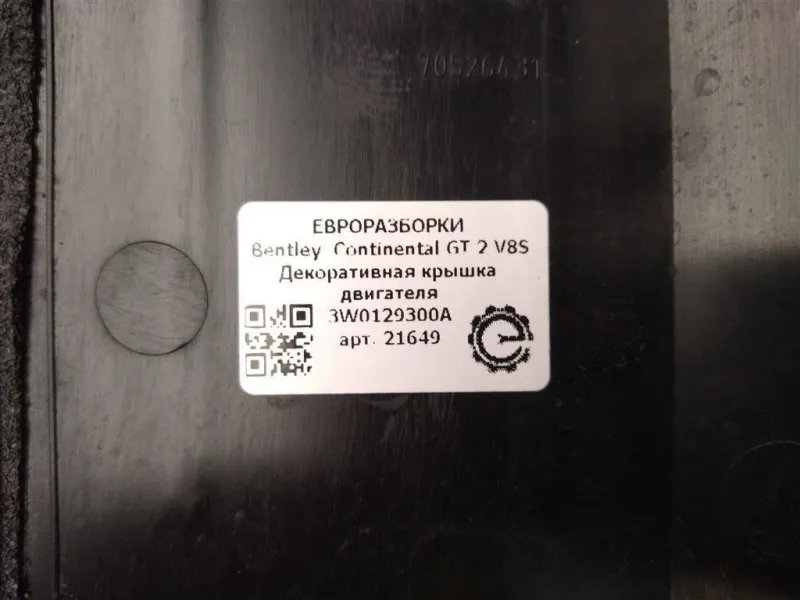 70526431
ЕВРОРАЗБОРКИ
Bentley Continental GT 2 V8S
Декоративная крышка
двигателя
3W0129300A
арт. 21649